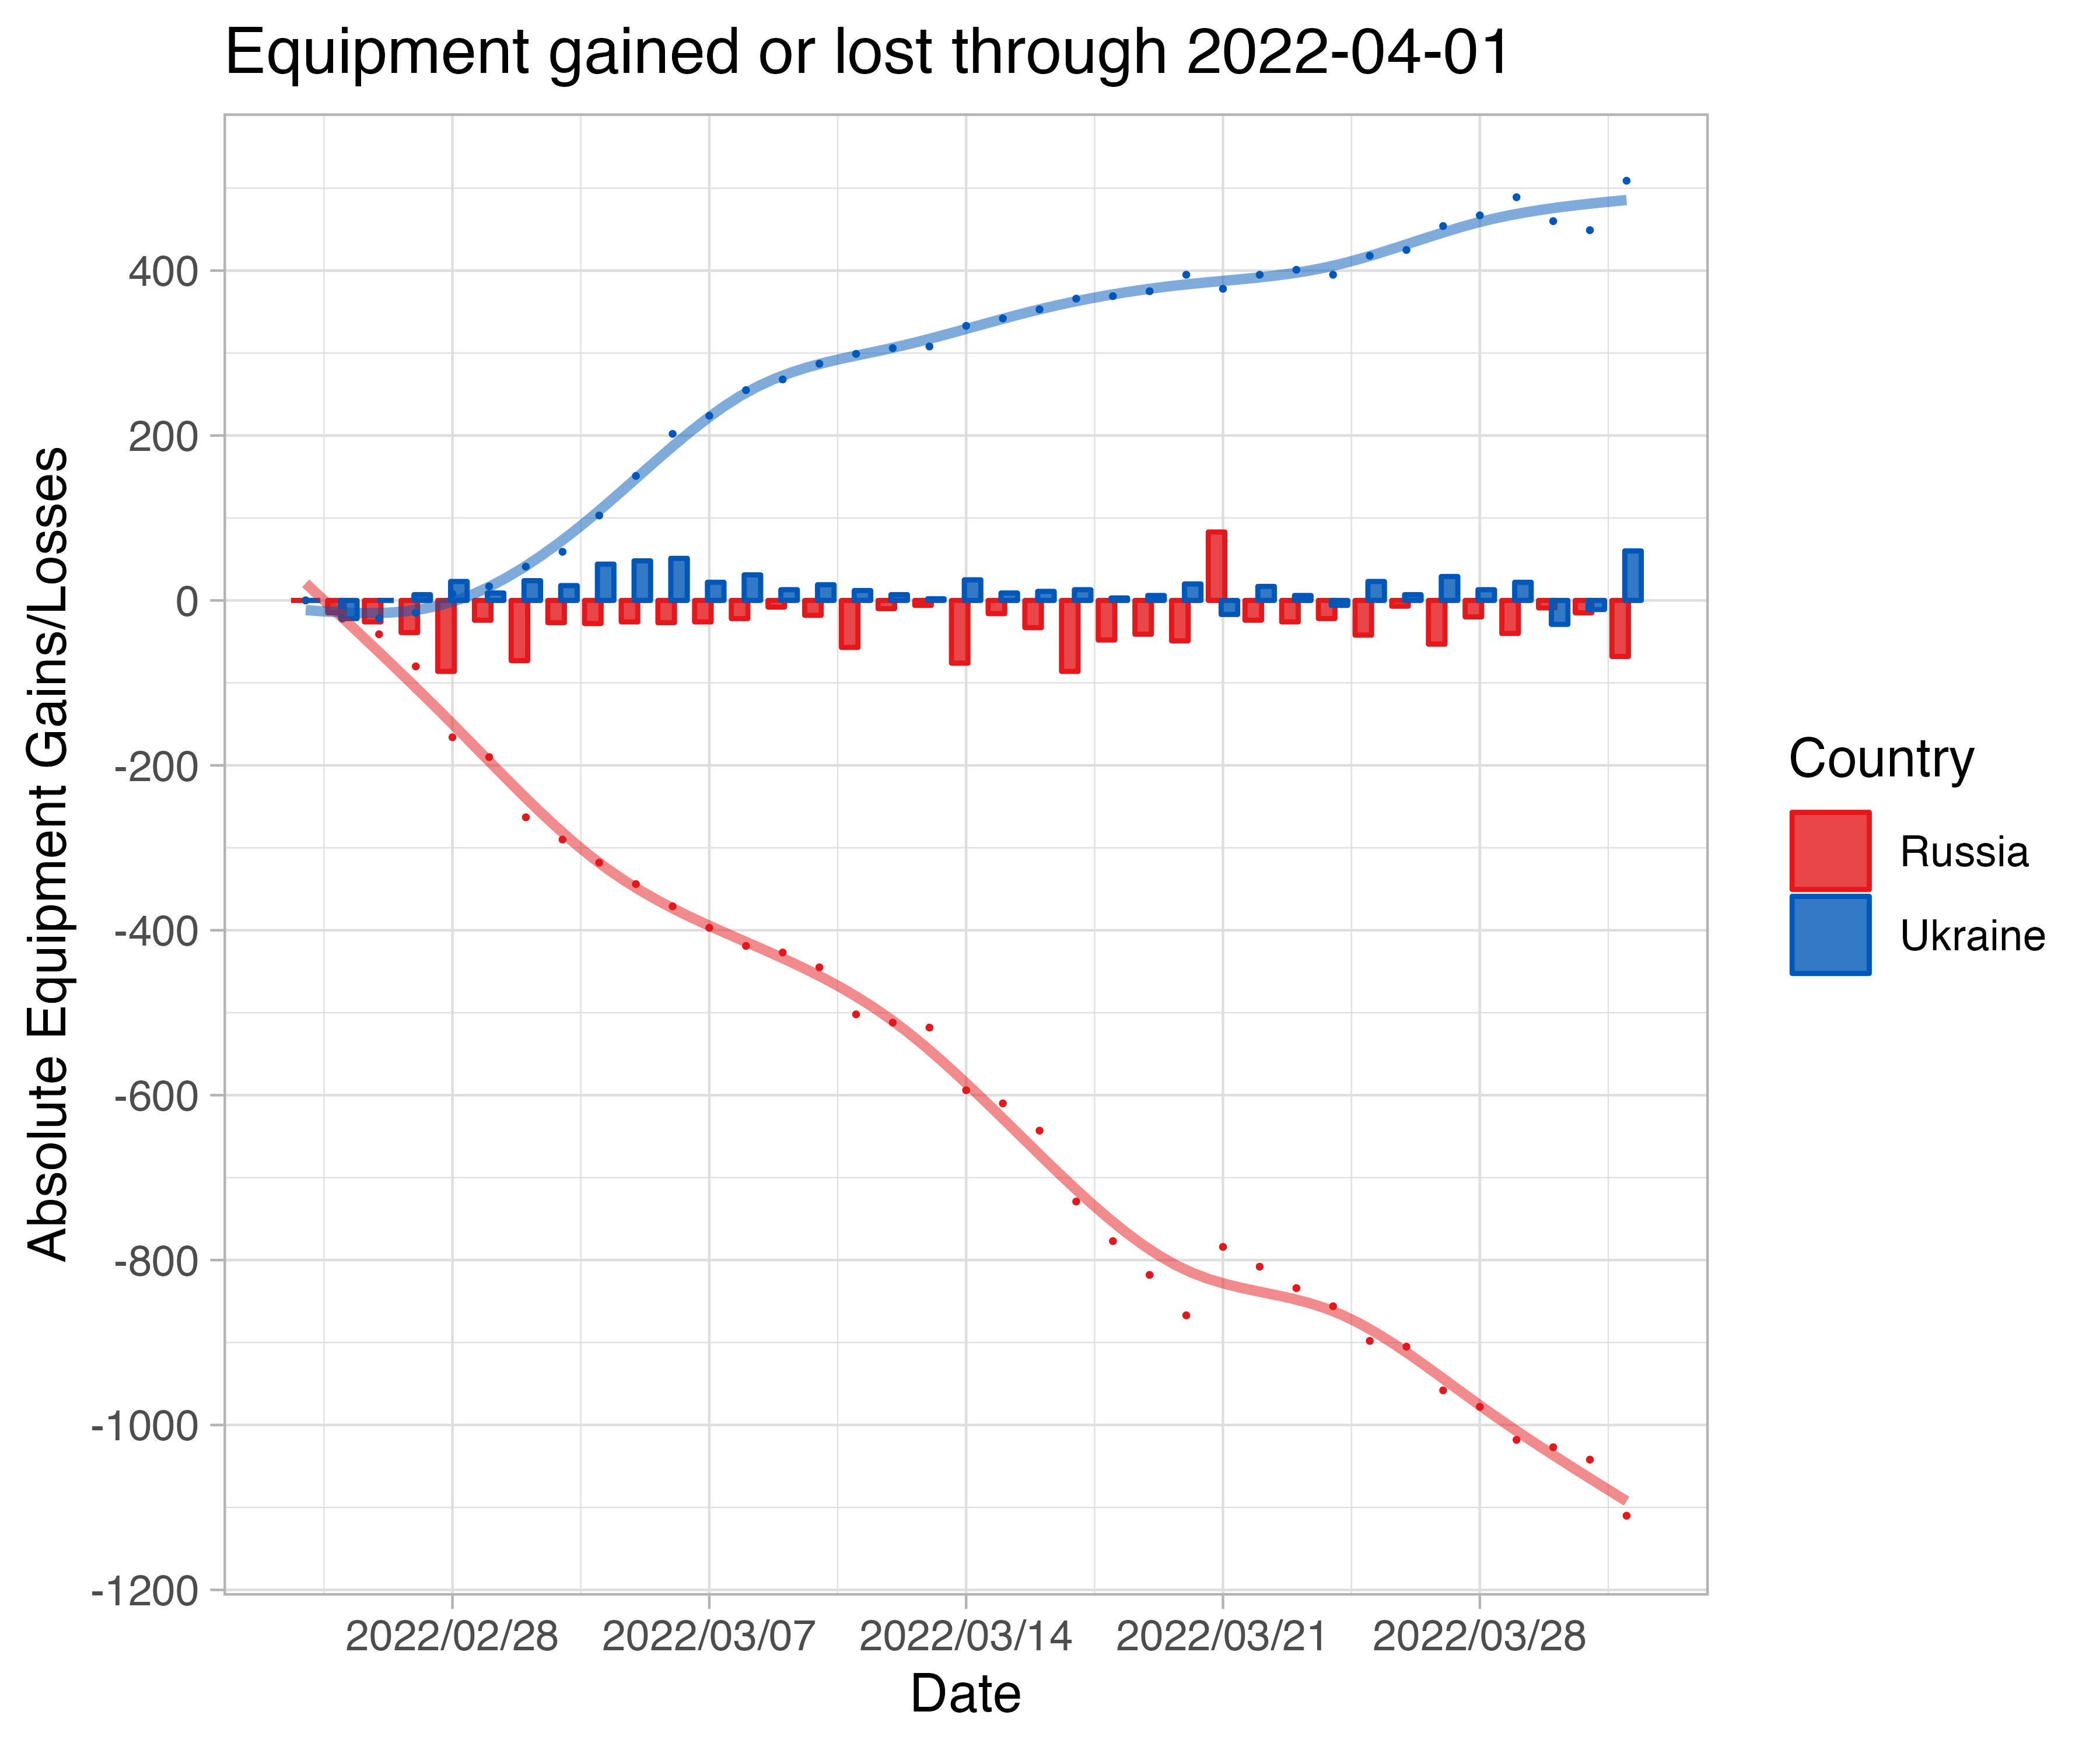 Equipment gained or lost through 2022-04-01
Absolute Equipment Gains/Losses
400
200
0
-200
-400
-600
-800
-1000
-1200
2022/02/28 2022/03/07 2022/03/14 2022/03/21 2022/03/28
Date
Country
Russia
Ukraine